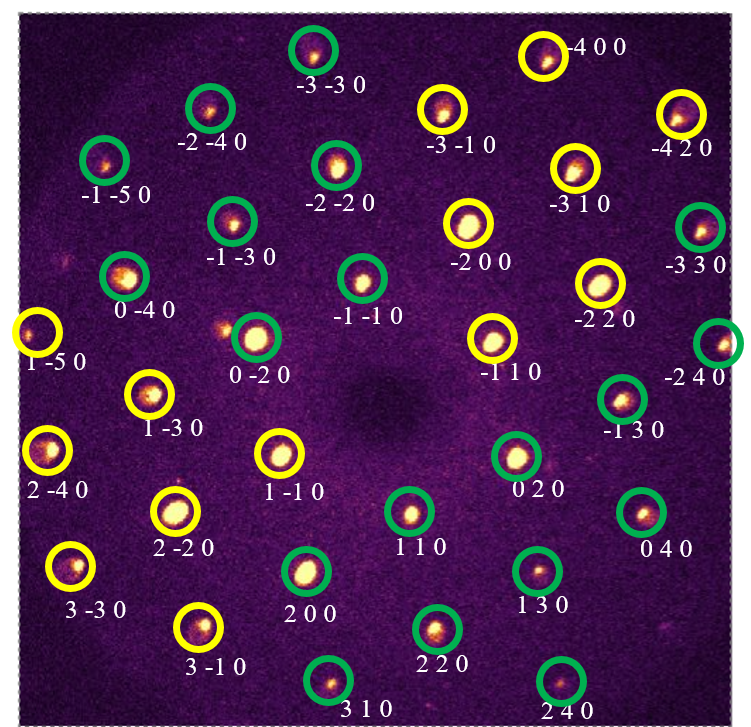 -4 0 0
-3 -3 0
-2 -4 0
-3 -1 0
-4 2 0
-1 -5 0
-2 -2 0
-3 1 0
-1 -3 0
-2 0 0
-3 3 0
0 -4 0
-1 -1 0
-2 2 0
1 -5 0
0 -2 0
-1 1 0
-2 4 0
1 -3 0
-1 3 0
2 -4 0
1 -1 0
0 2 0
2 -2 0
1 1 0
0 4 0
3 -3 0
2 0 0
1 3 0
3 -1 0
2 2 0
3 1 0
2 4 0